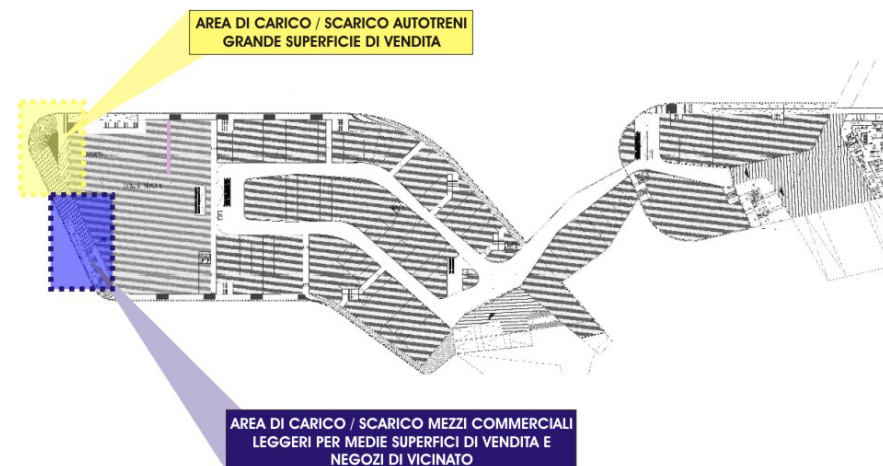 AREA DI CARICO / SCARICO AUTOTRENI
GRANDE SUPERFICIE DI VENDITA
AREA DI CARICO / SCARICO MEZZI COMMERCIALI
LEGGERI PER MEDIE SUPERFICI DI VENDITA E
NEGOZI DI VICINATO